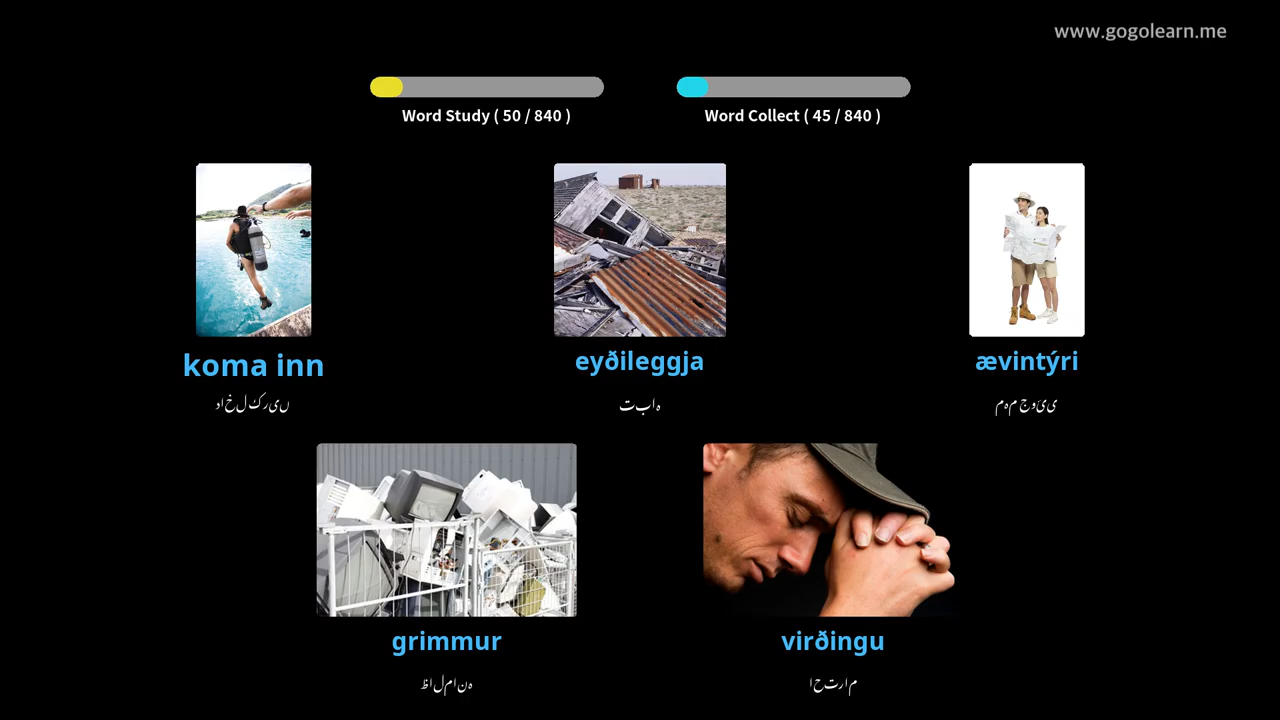 www.gogolearn.me
Word Study ( 50 / 840 )
Word Collect ( 45 / 840 )
koma inn
eyðileggja
ævintýri
داخل کریں
تباہ
مہم جوئی
grimmur
virðingu
ظالمانہ
احترام